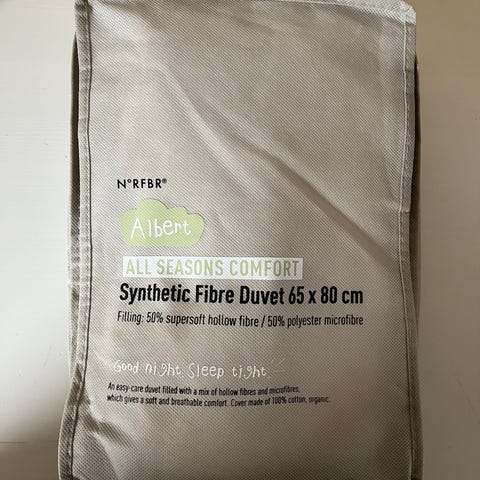 N°RFBR®
Albert
ALL SEASONS COMFORT
Synthetic Fibre Duvet 65 x 80 cm
Filling: 50% supersoft hollow fibre / 50% polyester microfibre
Good night Sleep tight!
An easy-care duvet filled with a mix of hollow fibres and microfibres,
which gives a soft and breathable comfort. Cover made of 100% cotton, organic.